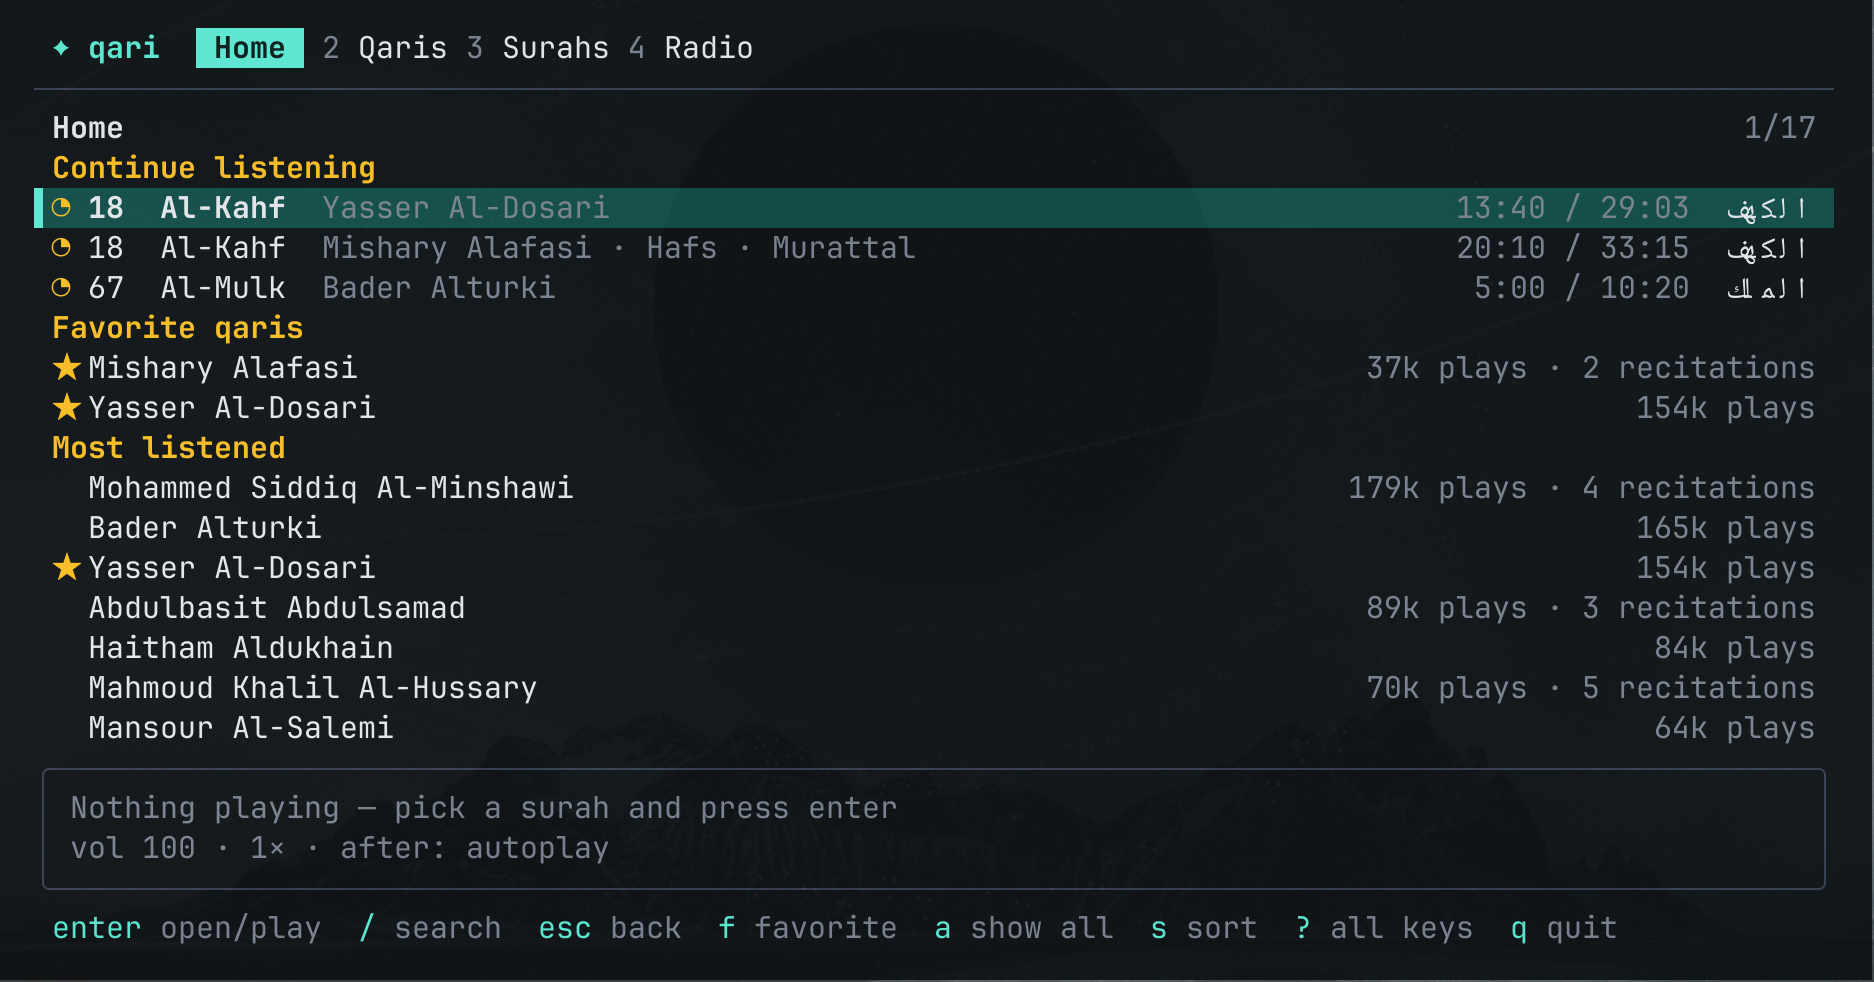 ✦ qari Home 2 Qaris 3 Surahs 4 Radio
Home 1/17
Continue listening
18 Al-Kahf Yasser Al-Dosari 13:40 / 29:03 الكهف
18 Al-Kahf Mishary Alafasi · Hafs · Murattal 20:10 / 33:15 الكهف
67 Al-Mulk Bader Alturki 5:00 / 10:20 الملك
Favorite qaris
★ Mishary Alafasi 37k plays · 2 recitations
★ Yasser Al-Dosari 154k plays
Most listened
Mohammed Siddiq Al-Minshawi 179k plays · 4 recitations
Bader Alturki 165k plays
★ Yasser Al-Dosari 154k plays
Abdulbasit Abdulsamad 89k plays · 3 recitations
Haitham Aldukhain 84k plays
Mahmoud Khalil Al-Hussary 70k plays · 5 recitations
Mansour Al-Salemi 64k plays
Nothing playing — pick a surah and press enter
vol 100 · 1× · after: autoplay
enter open/play / search esc back f favorite a show all s sort ? all keys q quit